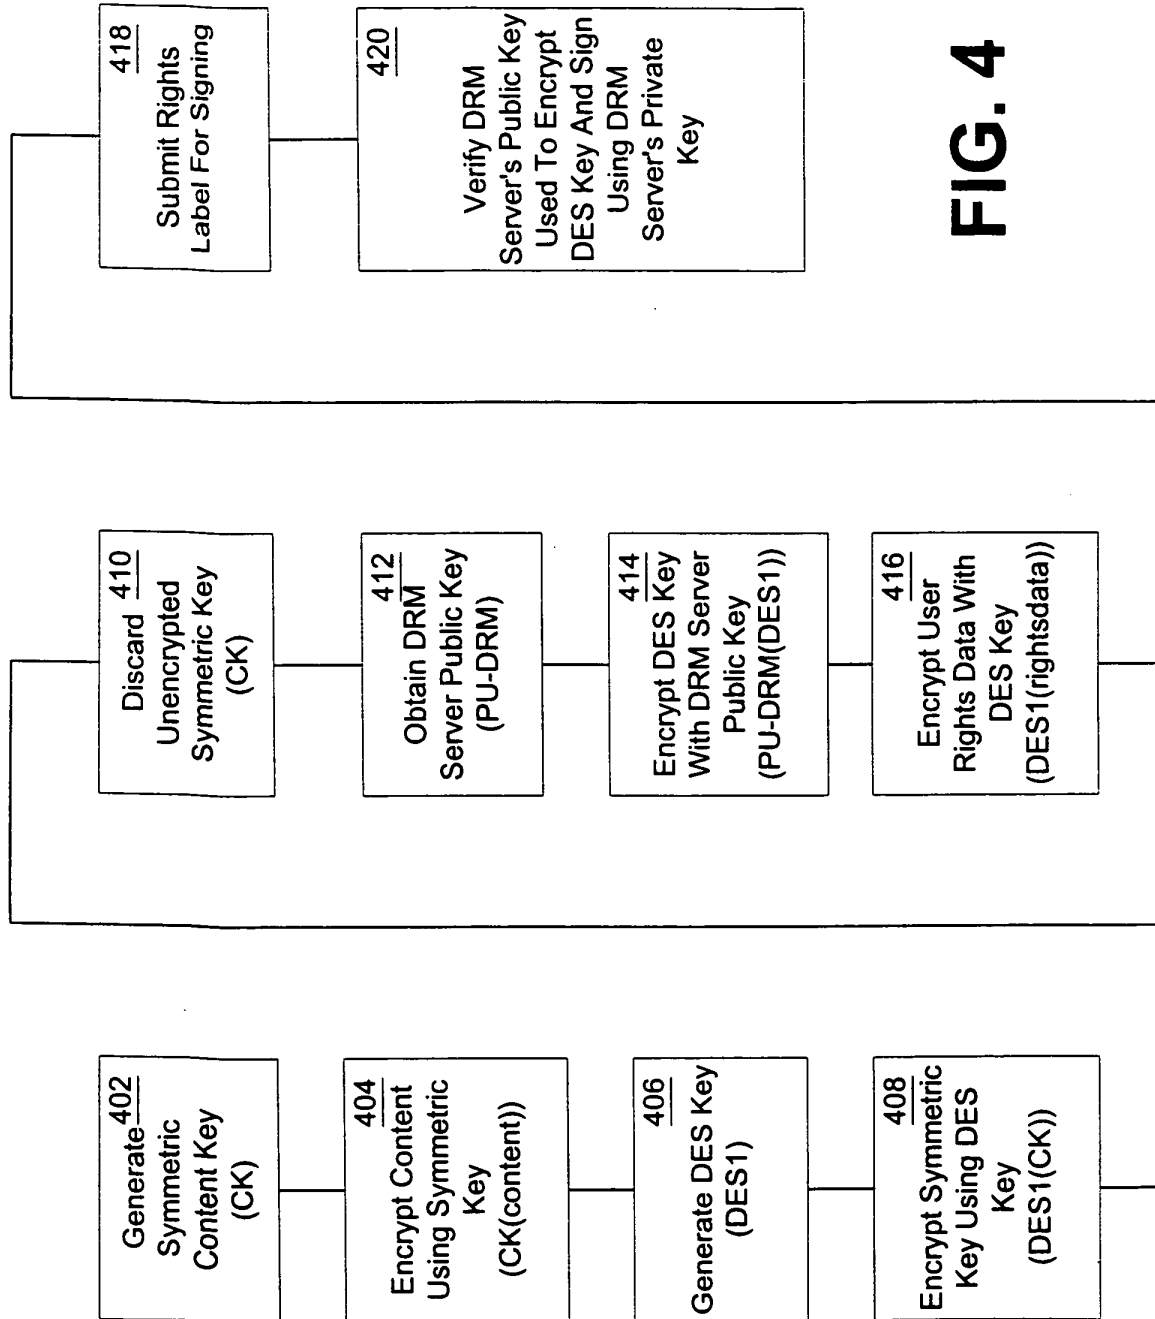 402
Generate
Symmetric
Content Key
(CK)
404
Encrypt Content
Using Symmetric
Key
(CK(content))
406
Generate DES Key
(DES1)
408
Encrypt Symmetric
Key Using DES
Key
(DES1(CK))
410
Discard
Unencrypted
Symmetric Key
(CK)
412
Obtain DRM
Server Public Key
(PU-DRM)
414
Encrypt DES Key
With DRM Server
Public Key
(PU-DRM(DES1))
416
Encrypt User
Rights Data With
DES Key
(DES1(rightsdata))
418
Submit Rights
Label For Signing
420
Verify DRM
Server's Public Key
Used To Encrypt
DES Key And Sign
Using DRM
Server's Private
Key
FIG. 4